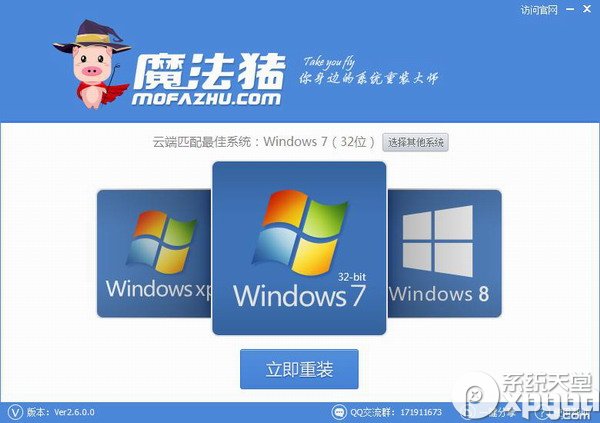 访问官网
魔法猪
MOFAZHU.COM
Take you fly
你身边的系统重装大师
云端匹配最佳系统：Windows 7（32位）
选择其他系统
Windows xp
32-bit
Windows 7
Windows 8
立即重装
版本：Ver2.6.0.0
QQ交流群：171911673
一键分享
系统天堂
.com